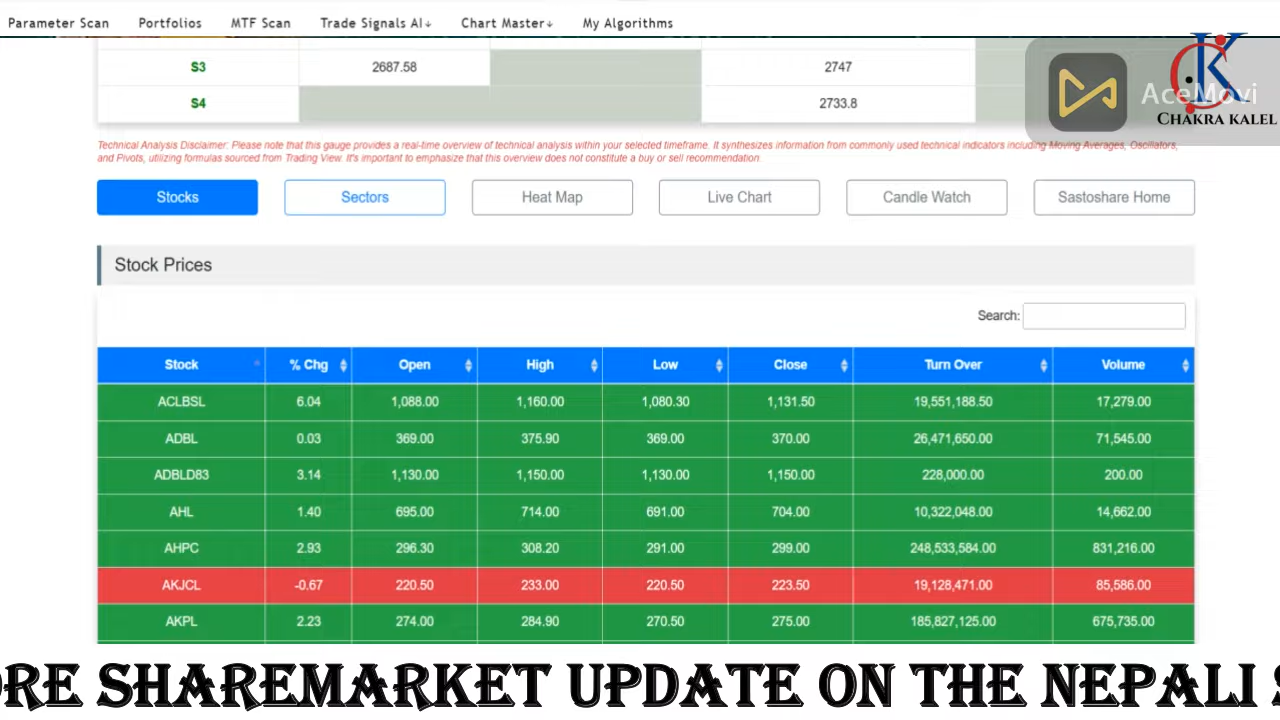 Parameter Scan Portfolios MTF Scan Trade Signals AI↓ Chart Master↓ My Algorithms
S3 2687.58 2747
S4 2733.8
AceMovi
CHAKRA KALEL
Technical Analysis Disclaimer: Please note that this gauge provides a real-time overview of technical analysis within your selected timeframe. It synthesizes information from commonly used technical indicators including Moving Averages, Oscillators,
and Pivots, utilizing formulas sourced from Trading View. It's important to emphasize that this overview does not constitute a buy or sell recommendation.
Stocks Sectors Heat Map Live Chart Candle Watch Sastoshare Home
Stock Prices
Search:
Stock % Chg Open High Low Close Turn Over Volume
ACLBSL 6.04 1,088.00 1,160.00 1,080.30 1,131.50 19,551,188.50 17,279.00
ADBL 0.03 369.00 375.90 369.00 370.00 26,471,650.00 71,545.00
ADBLD83 3.14 1,130.00 1,150.00 1,130.00 1,150.00 228,000.00 200.00
AHL 1.40 695.00 714.00 691.00 704.00 10,322,048.00 14,662.00
AHPC 2.93 296.30 308.20 291.00 299.00 248,533,584.00 831,216.00
AKJCL -0.67 220.50 233.00 220.50 223.50 19,128,471.00 85,586.00
AKPL 2.23 274.00 284.90 270.50 275.00 185,827,125.00 675,735.00
ORE SHAREMARKET UPDATE ON THE NEPALI S